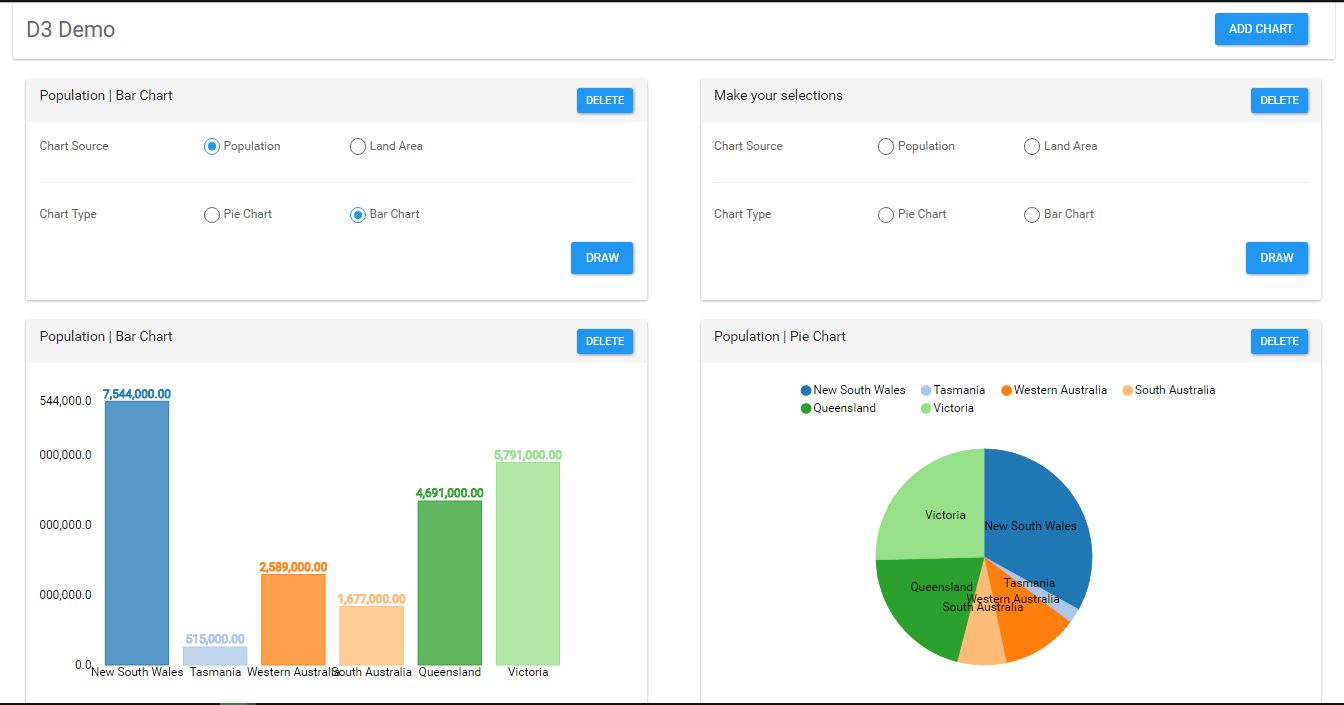 D3 Demo
ADD CHART
Population | Bar Chart
DELETE
Chart Source Population Land Area
Chart Type Pie Chart Bar Chart
DRAW
Make your selections
DELETE
Chart Source Population Land Area
Chart Type Pie Chart Bar Chart
DRAW
Population | Bar Chart
DELETE
7,544,000.00
544,000.0
000,000.0
5,791,000.00
4,691,000.00
000,000.0
2,589,000.00
000,000.0
1,677,000.00
515,000.00
0.0
New South Wales Tasmania Western Australia South Australia Queensland Victoria
Population | Pie Chart
DELETE
New South Wales Tasmania Western Australia South Australia
Queensland Victoria
Victoria
New South Wales
Tasmania
Queensland
Western Australia
South Australia